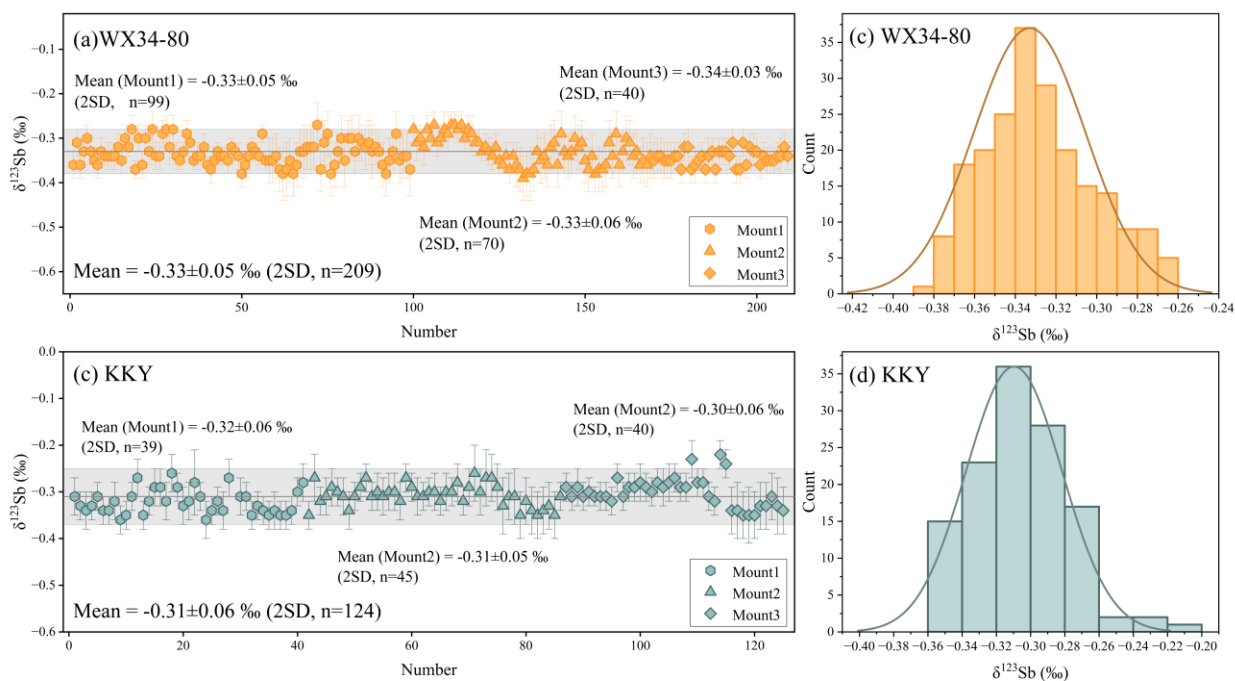 (a)WX34-80
Mean (Mount1) = -0.33±0.05 ‰
(2SD, n=99)
Mean (Mount3) = -0.34±0.03 ‰
(2SD, n=40)
Mean (Mount2) = -0.33±0.06 ‰
(2SD, n=70)
Mean = -0.33±0.05 ‰ (2SD, n=209)
Mount1
Mount2
Mount3
δ¹²³Sb (‰)
−0.1
−0.2
−0.3
−0.4
−0.5
−0.6
0 50 100 150 200
Number
(c) WX34-80
Count
35
30
25
20
15
10
5
0
−0.42 −0.40 −0.38 −0.36 −0.34 −0.32 −0.30 −0.28 −0.26 −0.24
δ¹²³Sb (‰)
(c) KKY
Mean (Mount1) = -0.32±0.06 ‰
(2SD, n=39)
Mean (Mount2) = -0.30±0.06 ‰
(2SD, n=40)
Mean (Mount2) = -0.31±0.05 ‰
(2SD, n=45)
Mean = -0.31±0.06 ‰ (2SD, n=124)
Mount1
Mount2
Mount3
δ¹²³Sb (‰)
0.0
−0.1
−0.2
−0.3
−0.4
−0.5
−0.6
0 20 40 60 80 100 120
Number
(d) KKY
Count
35
30
25
20
15
10
5
0
−0.40 −0.38 −0.36 −0.34 −0.32 −0.30 −0.28 −0.26 −0.24 −0.22 −0.20
δ¹²³Sb (‰)